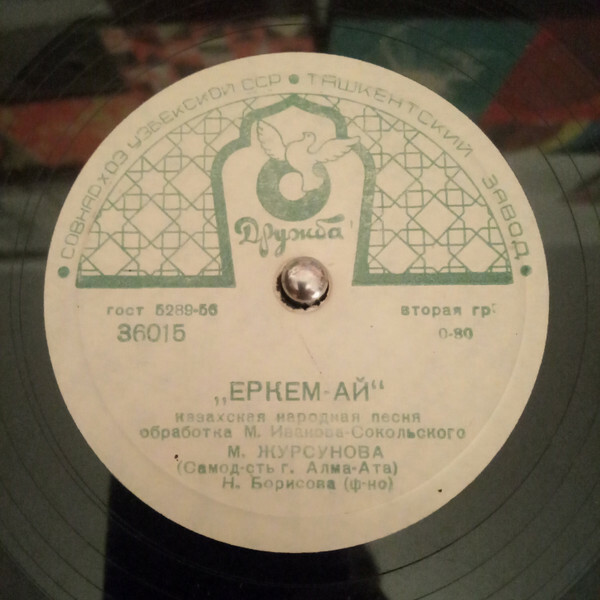 СОВНАРХОЗ УЗБЕКСКОЙ ССР • ТАШКЕНТСКИЙ ЗАВОД
Дружба
гост 5289-56
вторая гр.
36015
0-80
„ЕРКЕМ-АЙ“
казахская народная песня
обработка М. Иванова-Сокольского
М. ЖУРСУНОВА
(Самод-сть г. Алма-Ата)
Н. Борисова (ф-но)